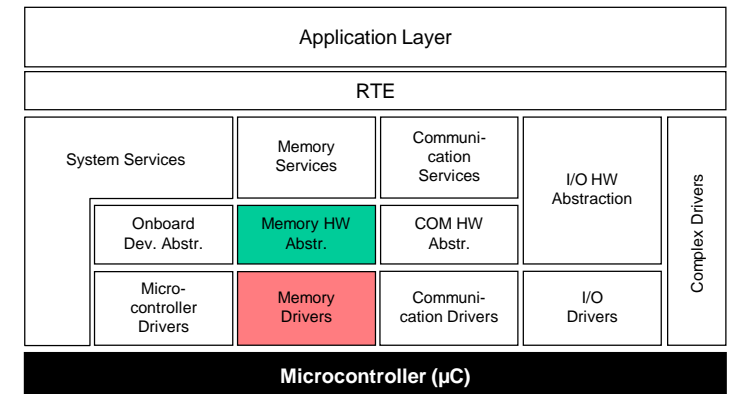 Application Layer
RTE
System Services
Memory
Services
Communi-
cation
Services
I/O HW
Abstraction
Complex Drivers
Onboard
Dev. Abstr.
Memory HW
Abstr.
COM HW
Abstr.
Micro-
controller
Drivers
Memory
Drivers
Communi-
cation Drivers
I/O
Drivers
Microcontroller (µC)